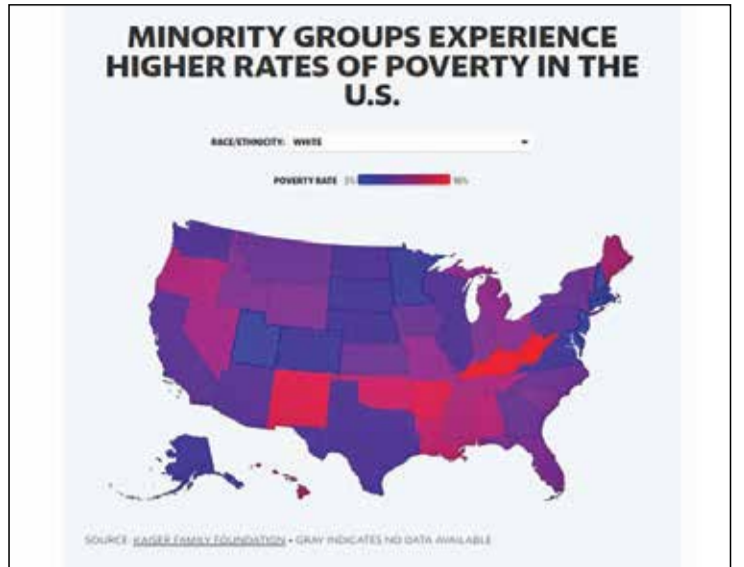 MINORITY GROUPS EXPERIENCE
HIGHER RATES OF POVERTY IN THE
U.S.
RACE/ETHNICITY: WHITE
POVERTY RATE
SOURCE: KAISER FAMILY FOUNDATION • GRAY INDICATES NO DATA AVAILABLE